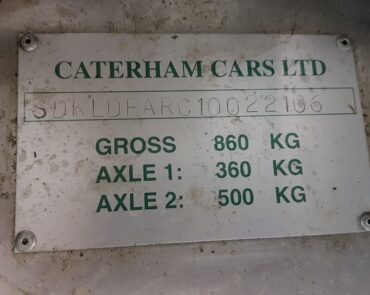 CATERHAM CARS LTD
SDKLDFARC10022106
GROSS 860 KG
AXLE 1: 360 KG
AXLE 2: 500 KG